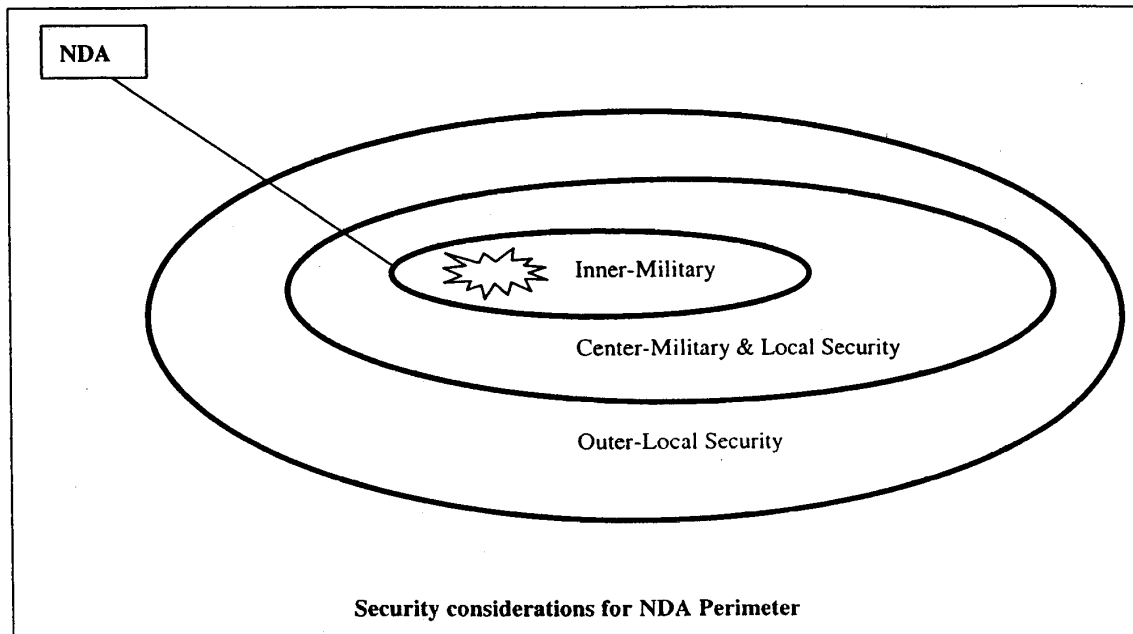 NDA
Inner-Military
Center-Military & Local Security
Outer-Local Security
Security considerations for NDA Perimeter